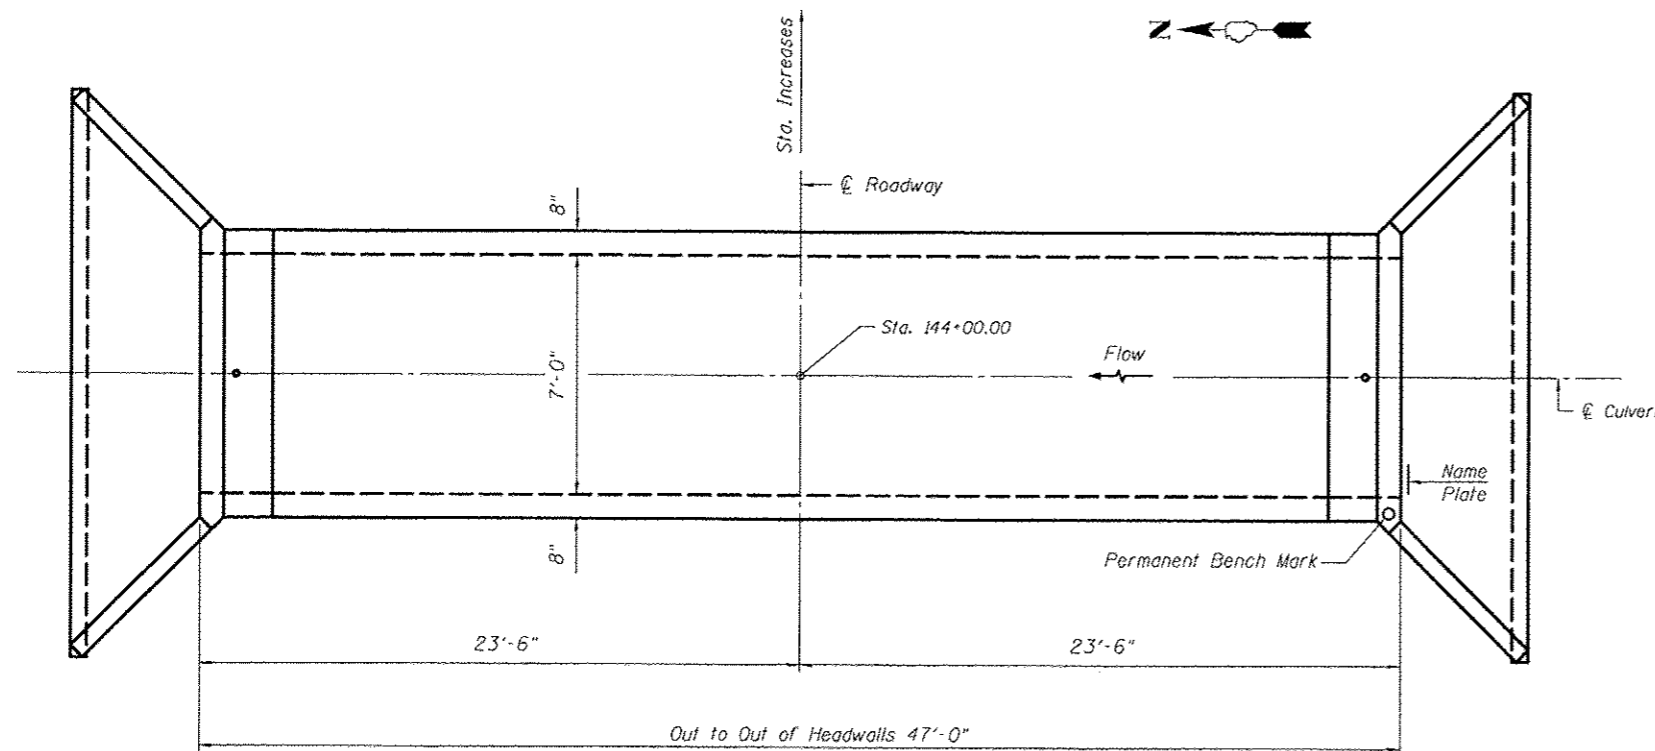 Sta. Increases
N
℄ Roadway
8"
Sta. 144+00.00
Flow
7'-0"
℄ Culver
Name
Plate
8"
Permanent Bench Mark
23'-6"
23'-6"
Out to Out of Headwalls 47'-0"